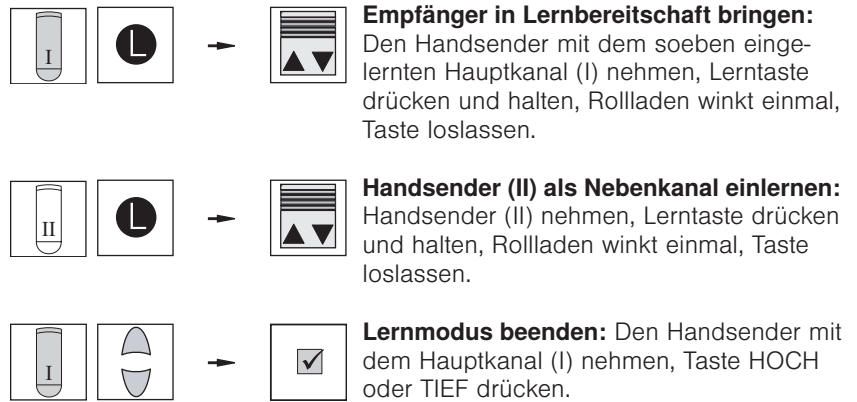 I L Empfänger in Lernbereitschaft bringen:
Den Handsender mit dem soeben einge-
lernten Hauptkanal (I) nehmen, Lerntaste
drücken und halten, Rollladen winkt einmal,
Taste loslassen.
II L Handsender (II) als Nebenkanal einlernen:
Handsender (II) nehmen, Lerntaste drücken
und halten, Rollladen winkt einmal, Taste
loslassen.
I Lernmodus beenden: Den Handsender mit
dem Hauptkanal (I) nehmen, Taste HOCH
oder TIEF drücken.